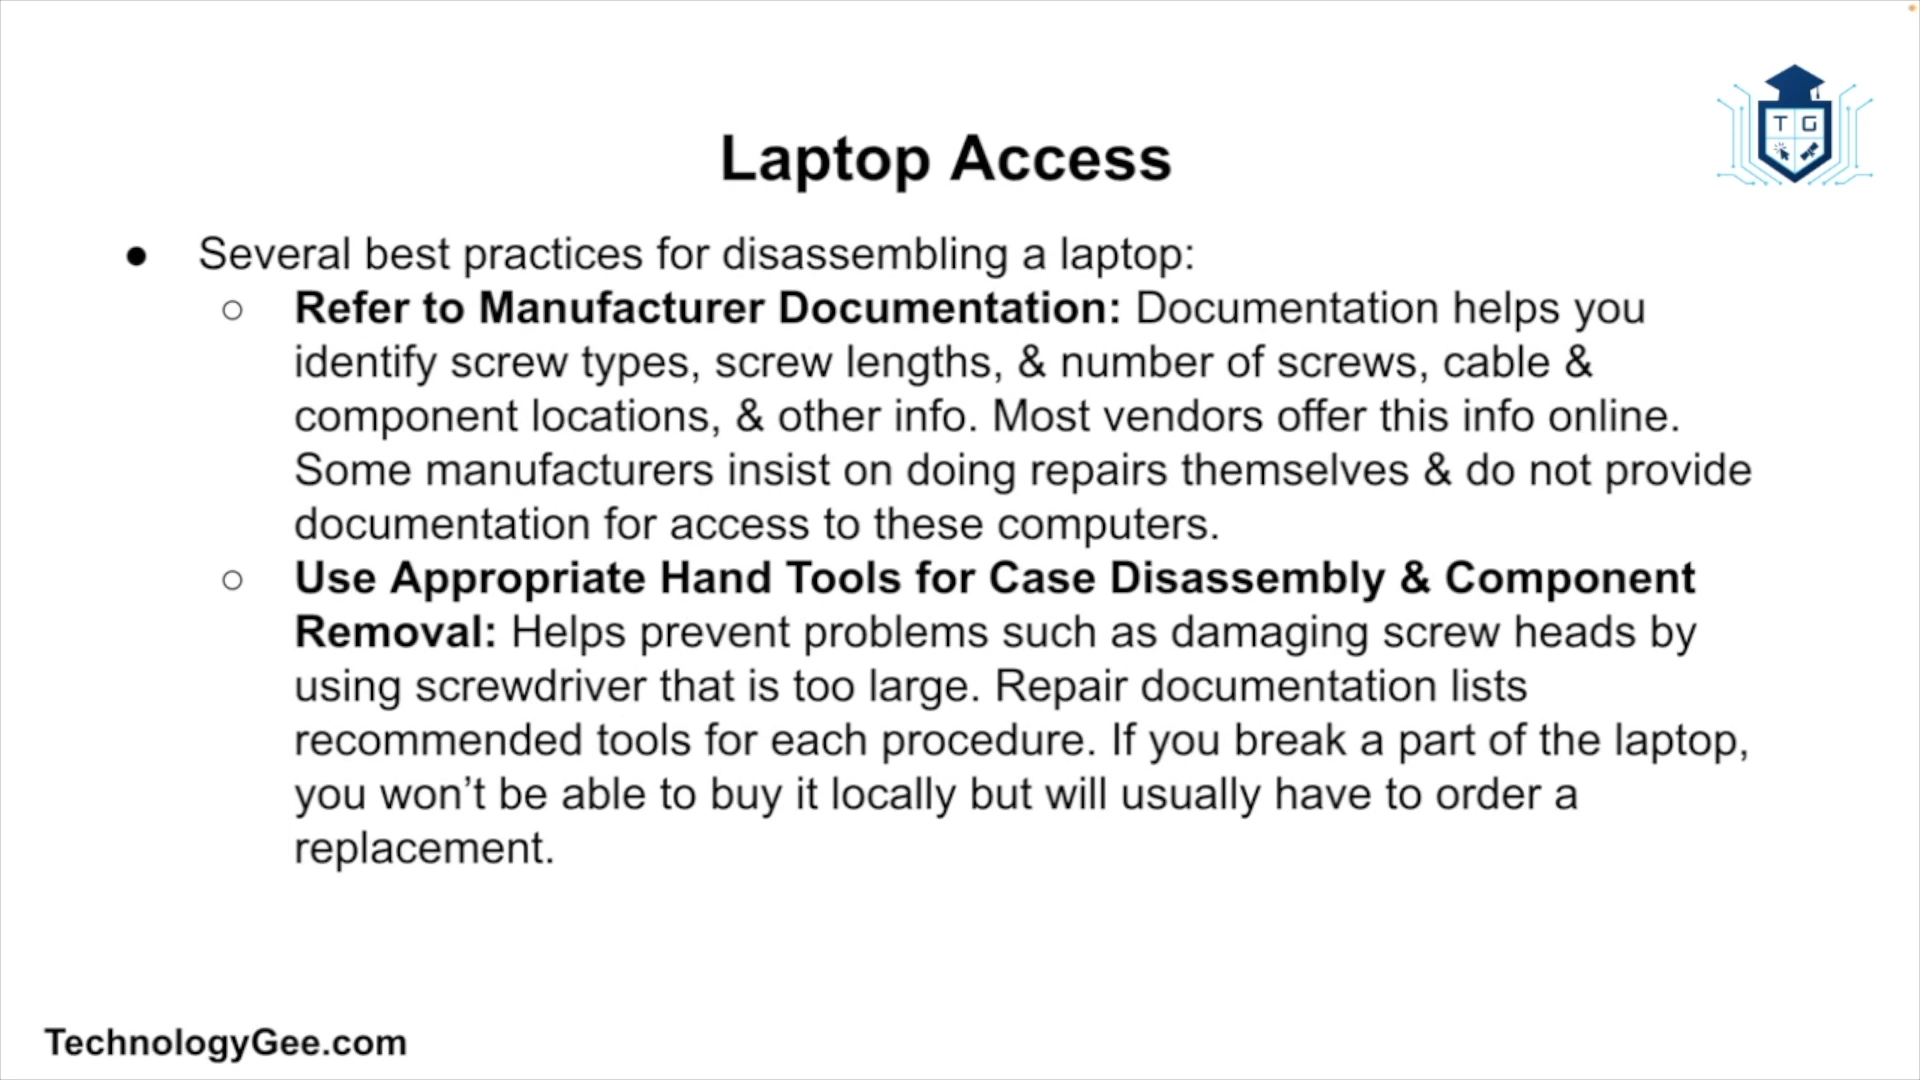 T G
Laptop Access
● Several best practices for disassembling a laptop:
○ Refer to Manufacturer Documentation: Documentation helps you
identify screw types, screw lengths, & number of screws, cable &
component locations, & other info. Most vendors offer this info online.
Some manufacturers insist on doing repairs themselves & do not provide
documentation for access to these computers.
○ Use Appropriate Hand Tools for Case Disassembly & Component
Removal: Helps prevent problems such as damaging screw heads by
using screwdriver that is too large. Repair documentation lists
recommended tools for each procedure. If you break a part of the laptop,
you won’t be able to buy it locally but will usually have to order a
replacement.
TechnologyGee.com